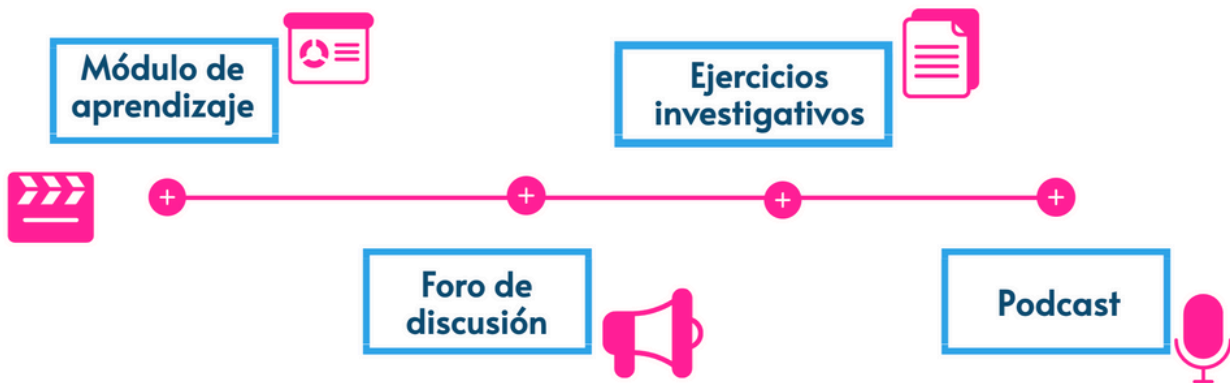 Módulo de
aprendizaje
Foro de
discusión
Ejercicios
investigativos
Podcast